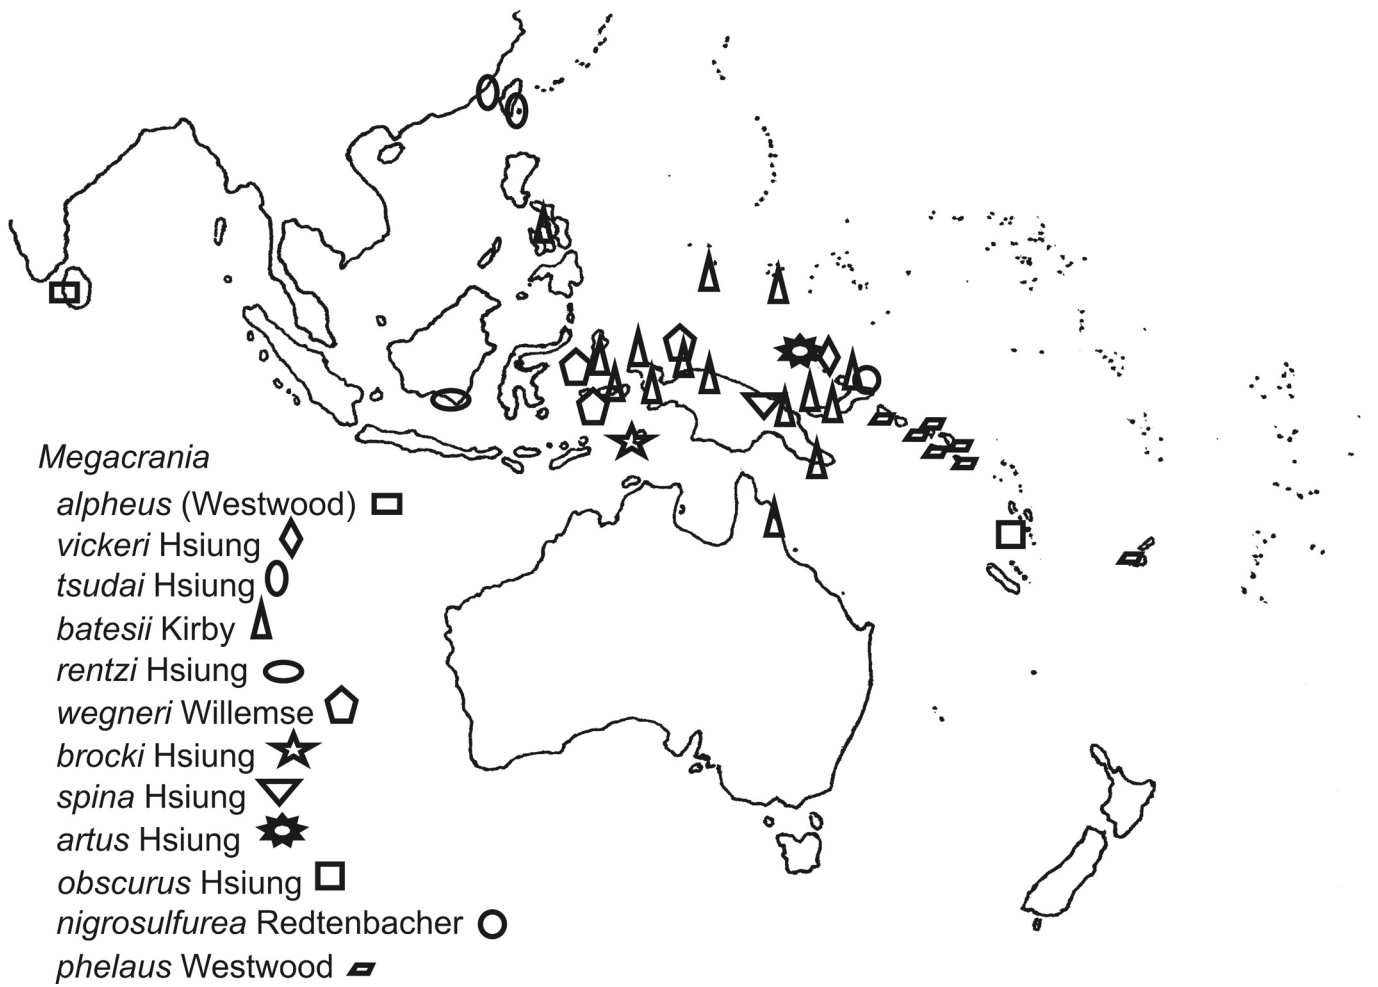 Megacrania
alpheus (Westwood)
vickeri Hsiung
tsudai Hsiung
batesii Kirby
rentzi Hsiung
wegneri Willemse
brocki Hsiung
spina Hsiung
artus Hsiung
obscurus Hsiung
nigrosulfurea Redtenbacher
phelaus Westwood